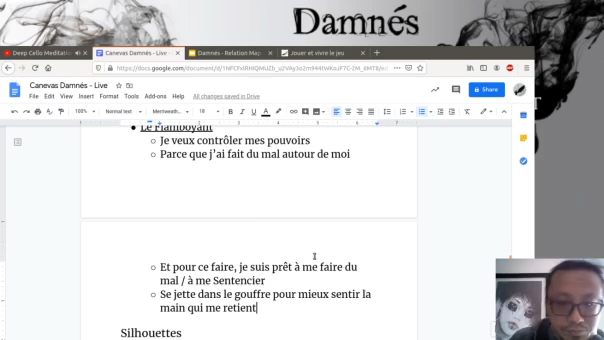 Damnés
Deep Cello Meditati
Canevas Damnés - Live
Damnés - Relation Map
Jouer et vivre le jeu
Canevas Damnés - Live
File Edit View Insert Format Tools Add-ons Help All changes saved in Drive
Share
100% Normal text Merriweath... 18
Le Flamboyant
Je veux contrôler mes pouvoirs
Parce que j'ai fait du mal autour de moi
Et pour ce faire, je suis prêt à me faire du
mal / à me Sentencier
Se jette dans le gouffre pour mieux sentir la
main qui me retient
Silhouettes